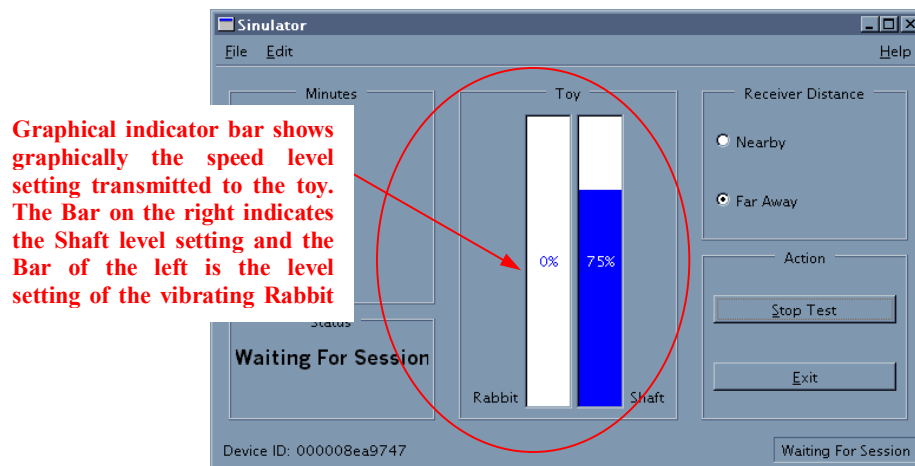 Sinulator
File Edit Help
Minutes
Graphical indicator bar shows
graphically the speed level
setting transmitted to the toy.
The Bar on the right indicates
the Shaft level setting and the
Bar of the left is the level
setting of the vibrating Rabbit
Status
Waiting For Session
Toy
0% 75%
Rabbit Shaft
Receiver Distance
Nearby
Far Away
Action
Stop Test
Exit
Device ID: 000008ea9747
Waiting For Session